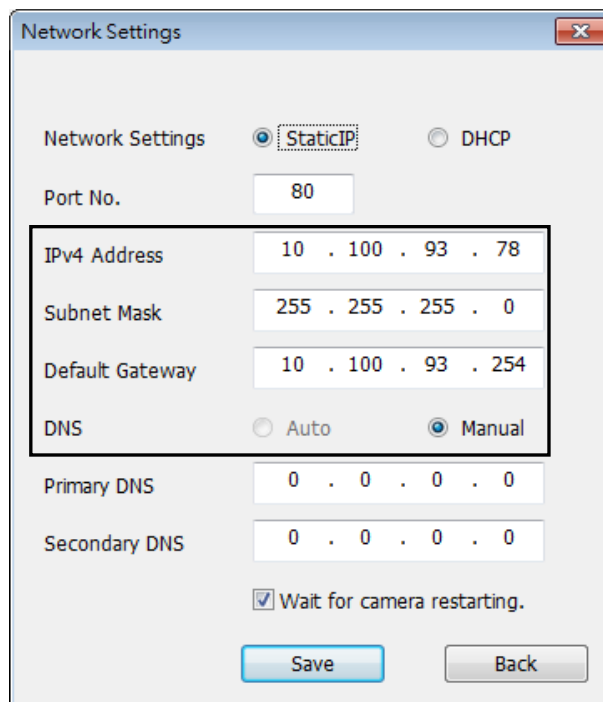 Network Settings
Network Settings StaticIP DHCP
Port No. 80
IPv4 Address 10 . 100 . 93 . 78
Subnet Mask 255 . 255 . 255 . 0
Default Gateway 10 . 100 . 93 . 254
DNS Auto Manual
Primary DNS 0 . 0 . 0 . 0
Secondary DNS 0 . 0 . 0 . 0
Wait for camera restarting.
Save Back